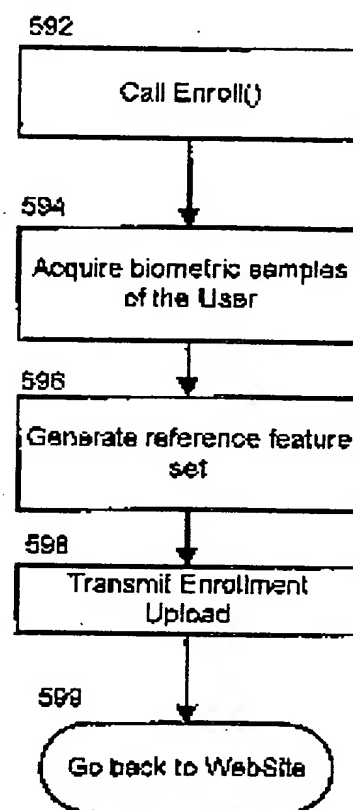 592
Call Enroll()
594
Acquire biometric samples
of the User
596
Generate reference feature
set
598
Transmit Enrollment
Upload
599
Go back to WebSite